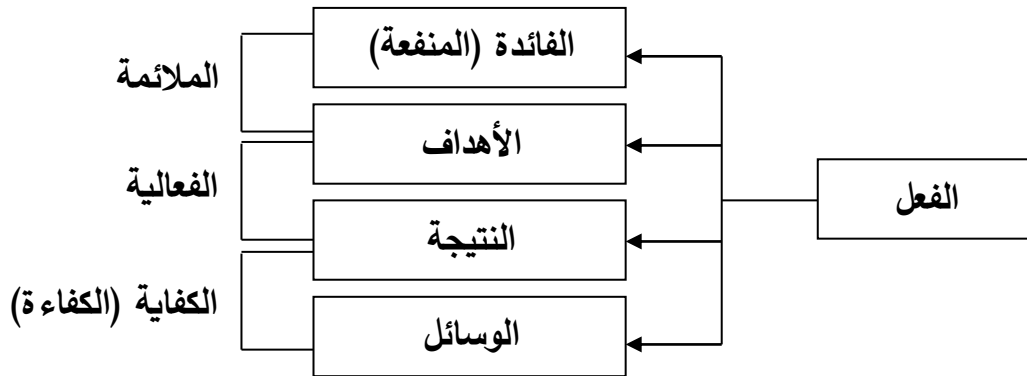 الفائدة (المنفعة)
الملائمة
الأهداف
الفعالية
الفعل
النتيجة
الكفاية (الكفاءة)
الوسائل